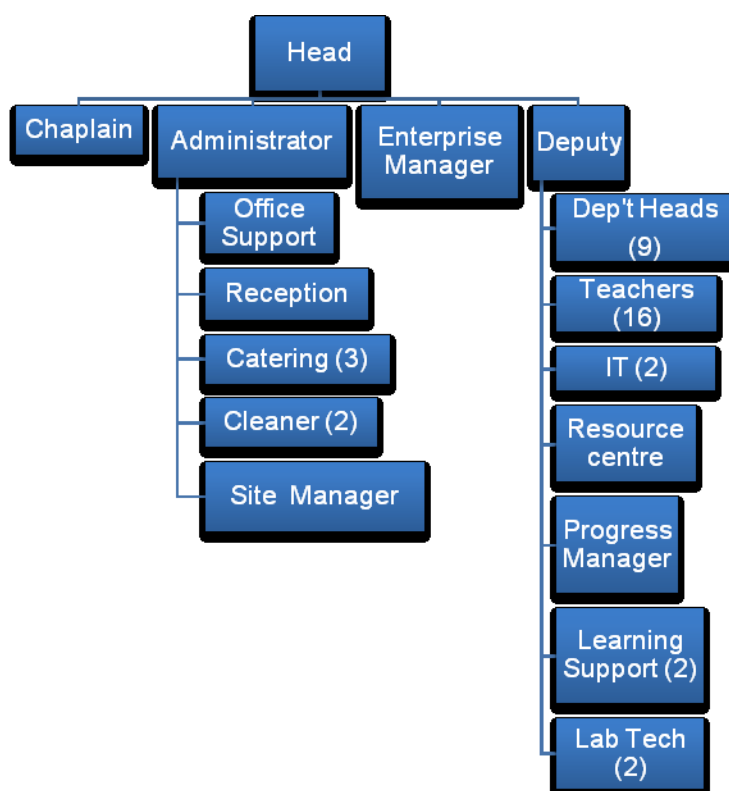 Head
Chaplain
Administrator
Enterprise
Manager
Deputy
Office
Support
Reception
Catering (3)
Cleaner (2)
Site Manager
Dep't Heads
(9)
Teachers
(16)
IT (2)
Resource
centre
Progress
Manager
Learning
Support (2)
Lab Tech
(2)